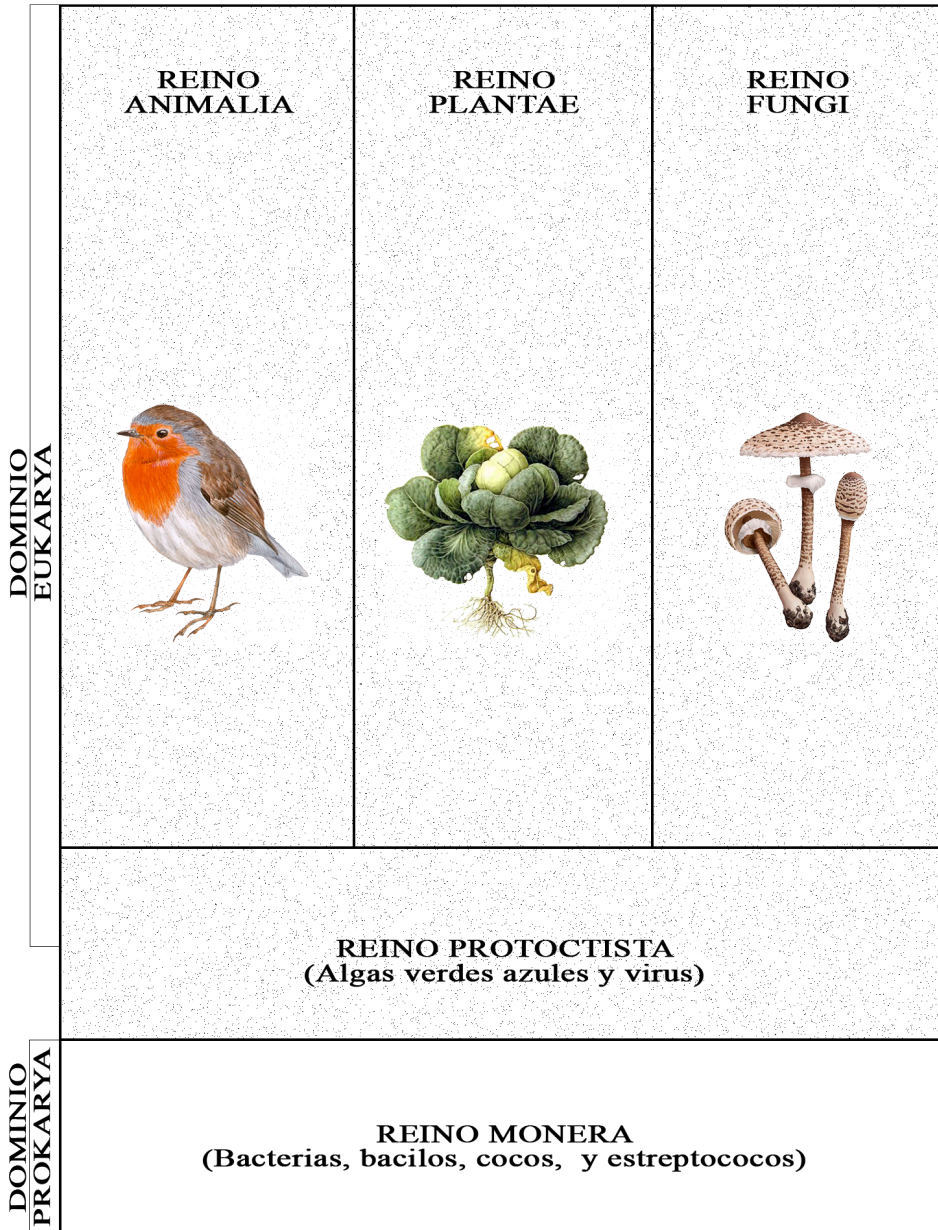 REINO
ANIMALIA
REINO
PLANTAE
REINO
FUNGI
DOMINIO
EUKARYA
REINO PROTOCTISTA
(Algas verdes azules y virus)
DOMINIO
PROKARYA
REINO MONERA
(Bacterias, bacilos, cocos, y estreptococos)